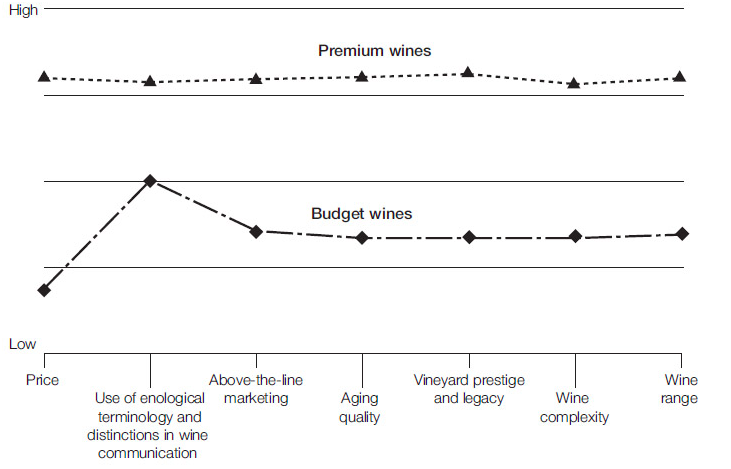 High
Premium wines
Budget wines
Low
Price
Use of enological
terminology and
distinctions in wine
communication
Above-the-line
marketing
Aging
quality
Vineyard prestige
and legacy
Wine
complexity
Wine
range